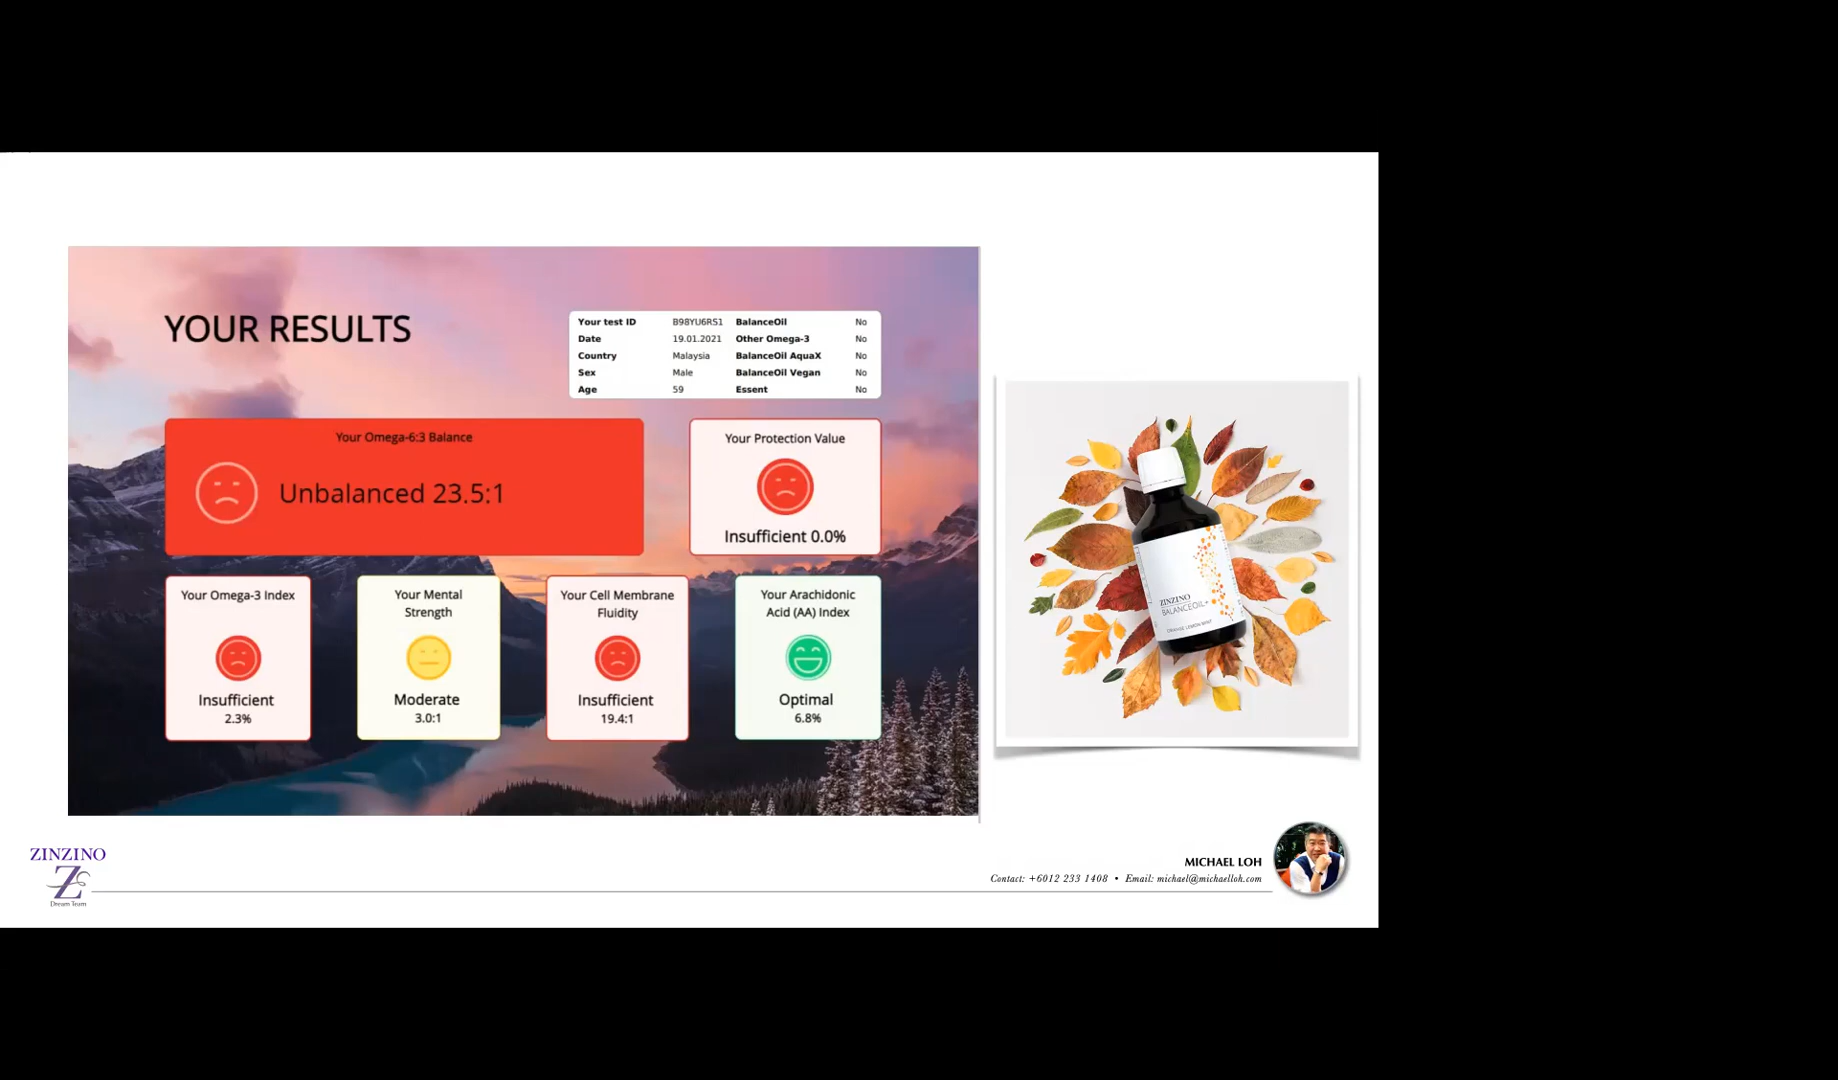 YOUR RESULTS
Your test ID B98YU6RS1 BalanceOil No
Date 19.01.2021 Other Omega-3 No
Country Malaysia BalanceOil AquaX No
Sex Male BalanceOil Vegan No
Age 59 Essent No
Your Omega-6:3 Balance
Unbalanced 23.5:1
Your Protection Value
Insufficient 0.0%
Your Omega-3 Index
Insufficient
2.3%
Your Mental
Strength
Moderate
3.0:1
Your Cell Membrane
Fluidity
Insufficient
19.4:1
Your Arachidonic
Acid (AA) Index
Optimal
6.8%
ZINZINO
BALANCEOIL+
ORANGE LEMON MINT
ZINZINO
Z
Dream Team
MICHAEL LOH
Contact: +6012 233 1408 • Email: michael@michaelloh.com